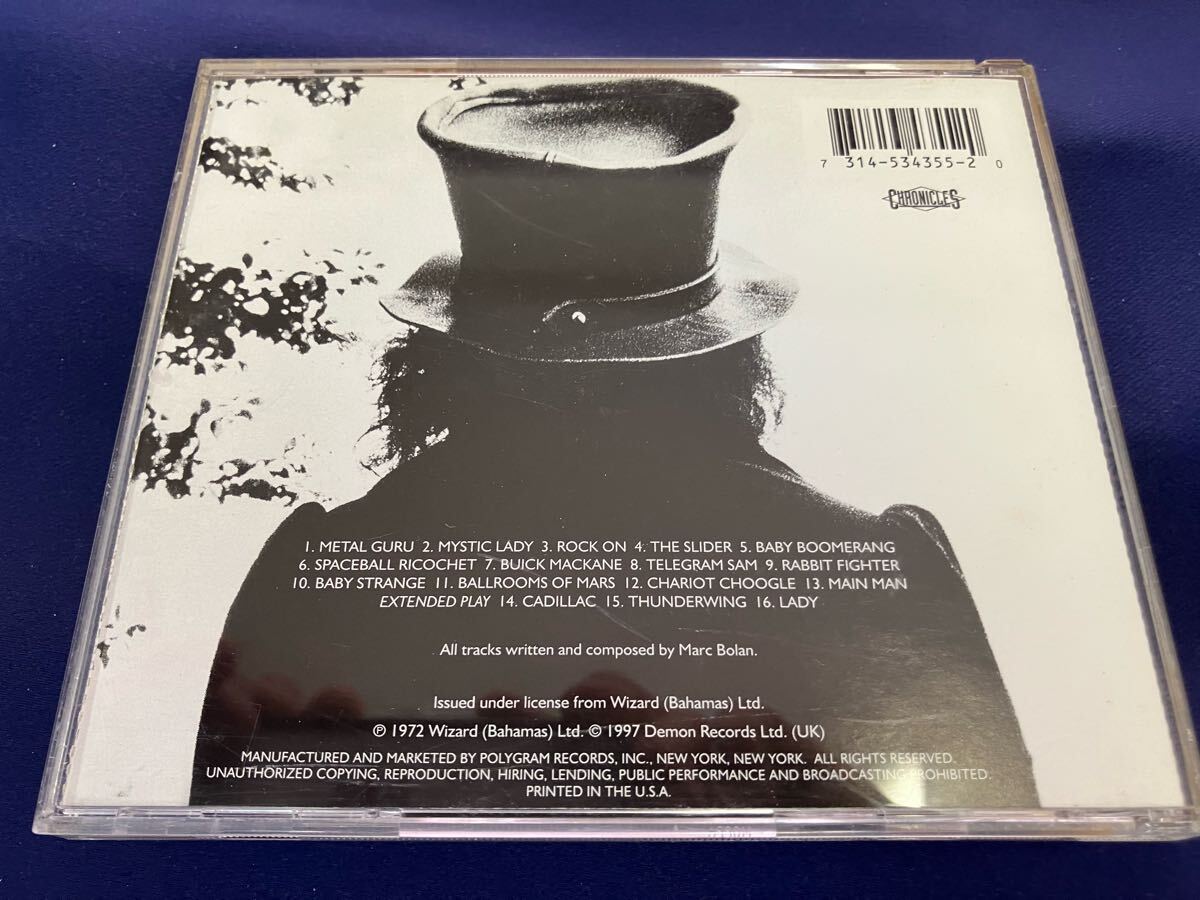 7 314-534355-2 0
CHRONICLES
1. METAL GURU 2. MYSTIC LADY 3. ROCK ON 4. THE SLIDER 5. BABY BOOMERANG
6. SPACEBALL RICOCHET 7. BUICK MACKANE 8. TELEGRAM SAM 9. RABBIT FIGHTER
10. BABY STRANGE 11. BALLROOMS OF MARS 12. CHARIOT CHOOGLE 13. MAIN MAN
EXTENDED PLAY 14. CADILLAC 15. THUNDERWING 16. LADY
All tracks written and composed by Marc Bolan.
Issued under license from Wizard (Bahamas) Ltd.
℗ 1972 Wizard (Bahamas) Ltd. © 1997 Demon Records Ltd. (UK)
MANUFACTURED AND MARKETED BY POLYGRAM RECORDS, INC., NEW YORK, NEW YORK. ALL RIGHTS RESERVED.
UNAUTHORIZED COPYING, REPRODUCTION, HIRING, LENDING, PUBLIC PERFORMANCE AND BROADCASTING PROHIBITED.
PRINTED IN THE U.S.A.